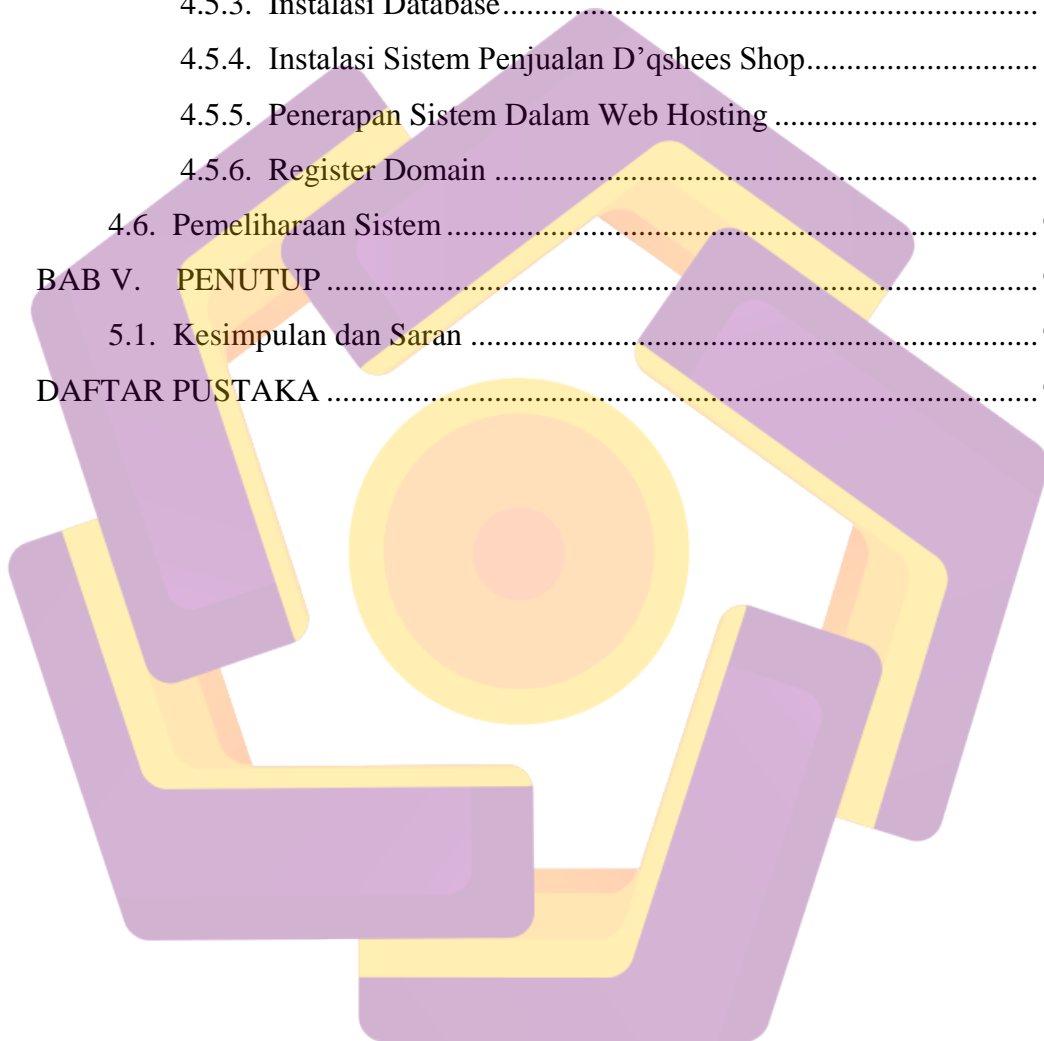 4.5.3. Instalasi Database......................................................................
4.5.4. Instalasi Sistem Penjualan D’qshees Shop.............................
4.5.5. Penerapan Sistem Dalam Web Hosting .................................
4.5.6. Register Domain ....................................................................
4.6. Pemeliharaan Sistem ..........................................................................
BAB V. PENUTUP .........................................................................................
5.1. Kesimpulan dan Saran .......................................................................
DAFTAR PUSTAKA .........................................................................................